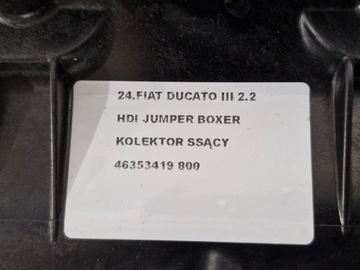 24.FIAT DUCATO III 2.2
HDI JUMPER BOXER
KOLEKTOR SSĄCY
46353419 800